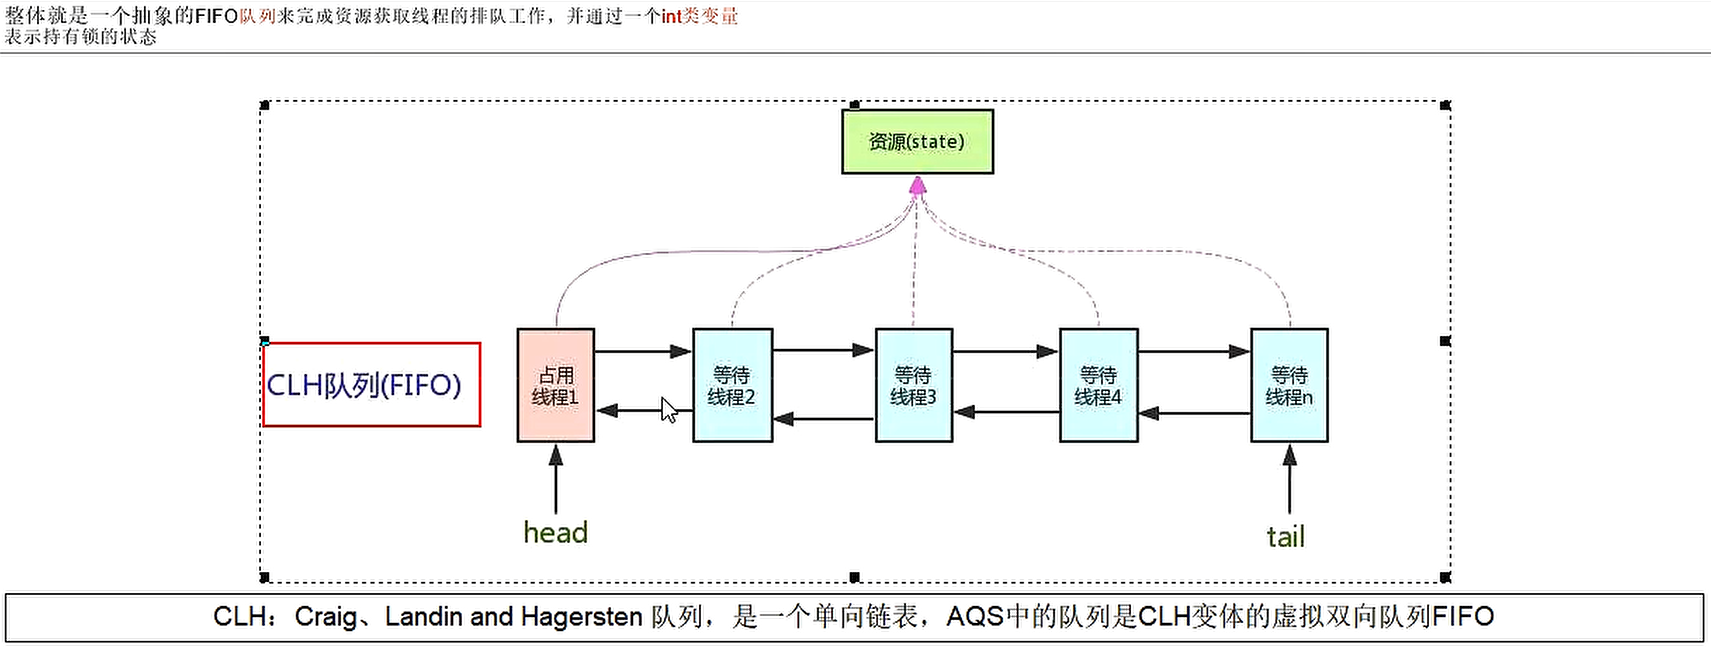 整体就是一个抽象的FIFO队列来完成资源获取线程的排队工作，并通过一个int类变量
表示持有锁的状态
资源(state)
CLH队列(FIFO)
占用
线程1
等待
线程2
等待
线程3
等待
线程4
等待
线程n
head
tail
CLH：Craig、Landin and Hagersten 队列，是一个单向链表，AQS中的队列是CLH变体的虚拟双向队列FIFO